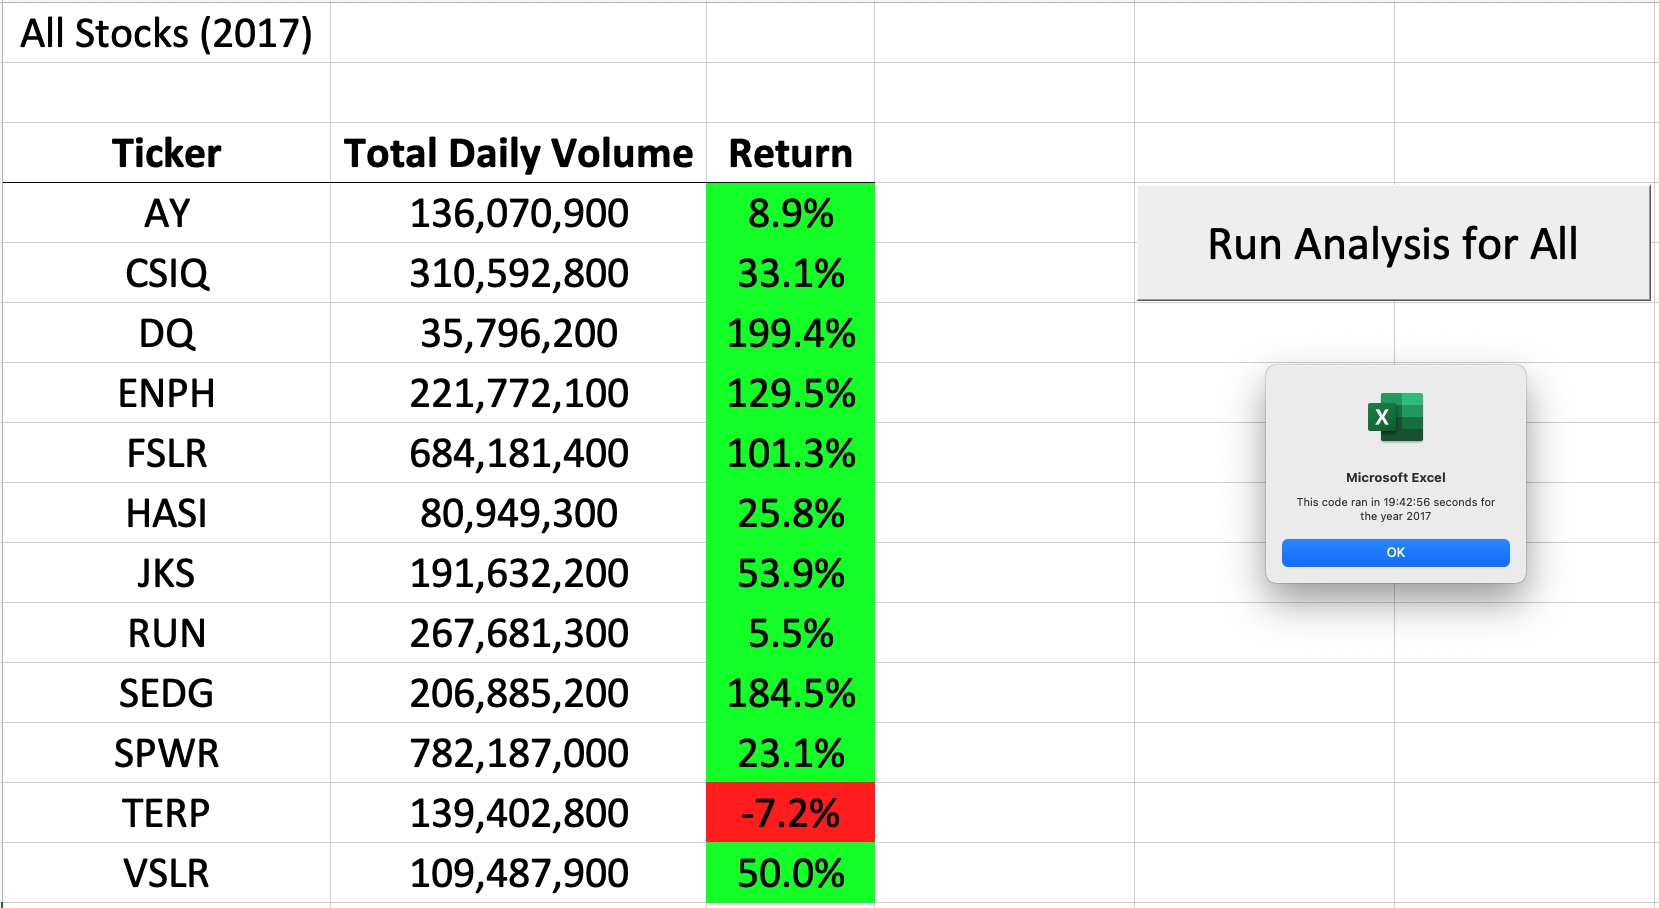 All Stocks (2017)
Ticker Total Daily Volume Return
AY 136,070,900 8.9%
CSIQ 310,592,800 33.1%
DQ 35,796,200 199.4%
ENPH 221,772,100 129.5%
FSLR 684,181,400 101.3%
HASI 80,949,300 25.8%
JKS 191,632,200 53.9%
RUN 267,681,300 5.5%
SEDG 206,885,200 184.5%
SPWR 782,187,000 23.1%
TERP 139,402,800 -7.2%
VSLR 109,487,900 50.0%
Run Analysis for All
X
Microsoft Excel
This code ran in 19:42:56 seconds for
the year 2017
OK